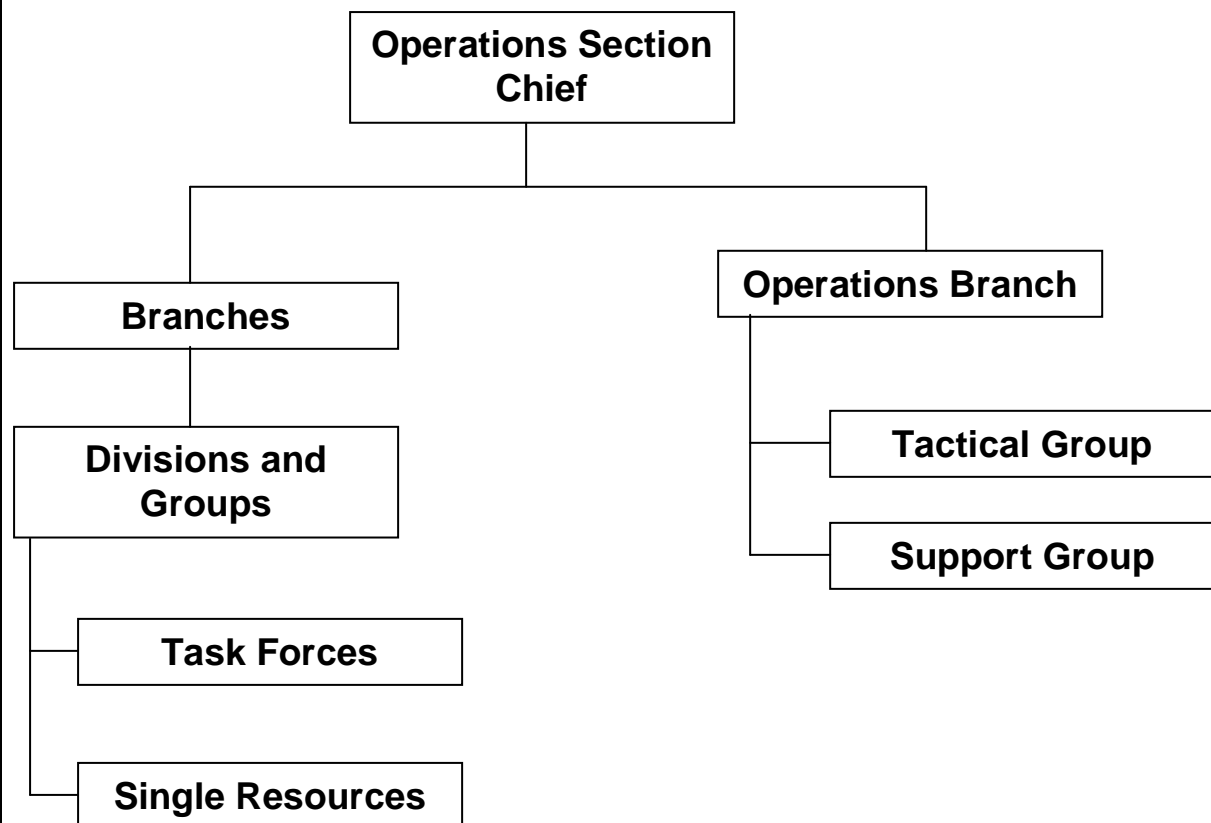 Operations Section
Chief
Branches
Operations Branch
Divisions and
Groups
Tactical Group
Support Group
Task Forces
Single Resources